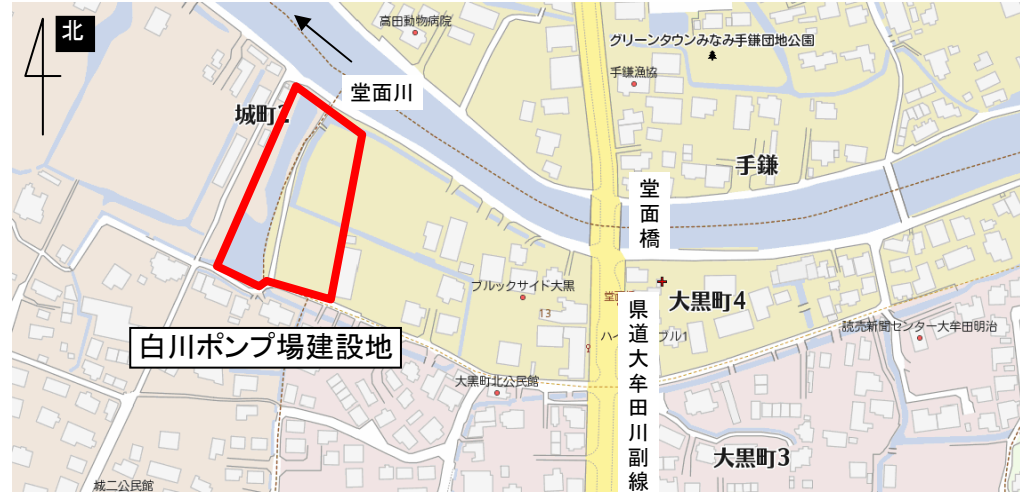 北
高田動物病院
グリーンタウンみなみ手鎌団地公園
手鎌漁協
堂面川
城町2
手鎌
堂面橋
ブルックサイド大黒
大黒町4
13
県道大牟田川副線
読売新聞センター大牟田明治
白川ポンプ場建設地
大黒町北公民館
大黒町3
城二公民館